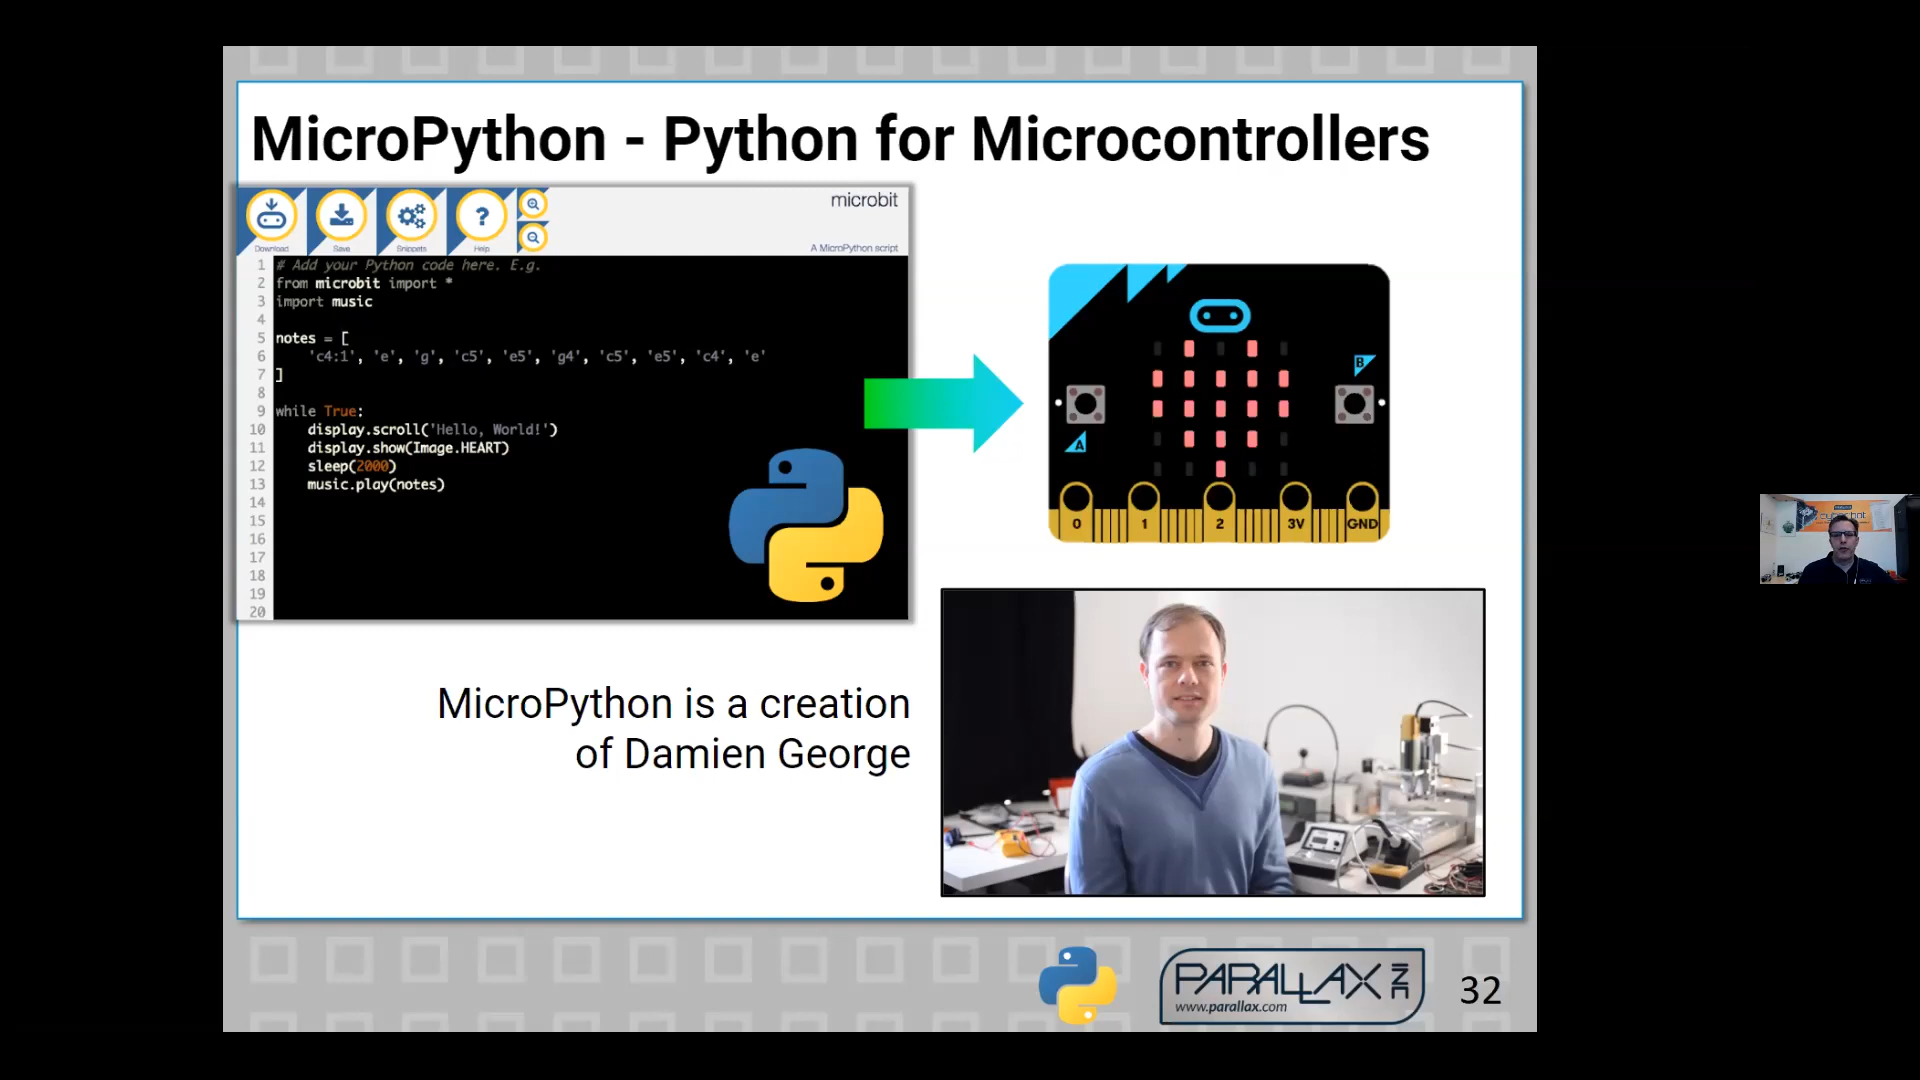 MicroPython - Python for Microcontrollers
Download
Save
Snippets
?
Help
microbit
A MicroPython script
1 # Add your Python code here. E.g.
2 from microbit import *
3 import music
4
5 notes = [
6 'c4:1', 'e', 'g', 'c5', 'e5', 'g4', 'c5', 'e5', 'c4', 'e'
7 ]
8
9 while True:
10 display.scroll('Hello, World!')
11 display.show(Image.HEART)
12 sleep(2000)
13 music.play(notes)
14
15
16
17
18
19
20
B
A
0 1 2 3V GND
MicroPython is a creation
of Damien George
PARALLAX INC
www.parallax.com
32